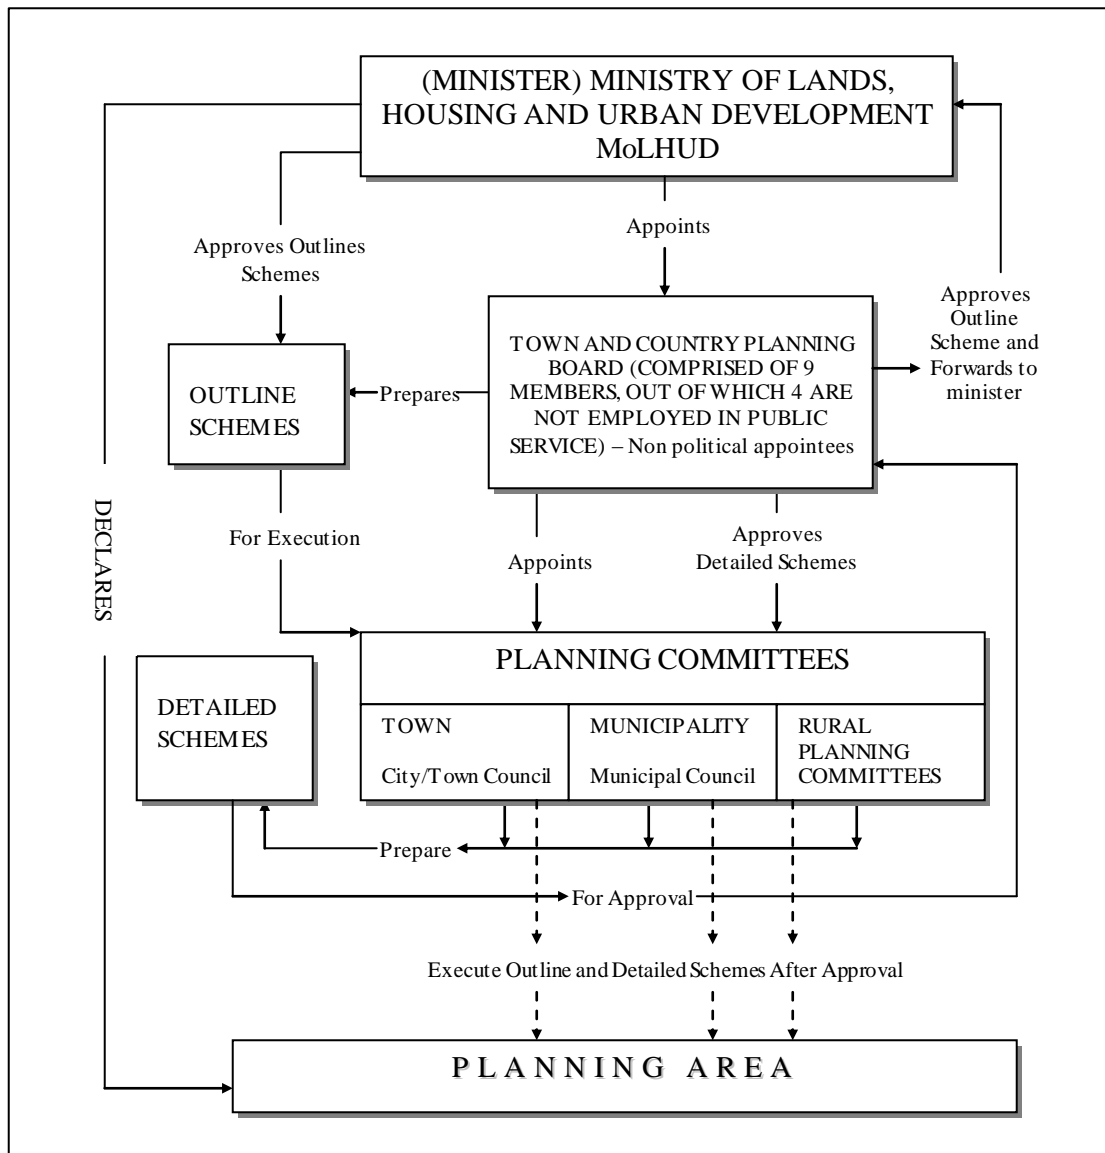 (MINISTER) MINISTRY OF LANDS,
HOUSING AND URBAN DEVELOPMENT
MoLHUD
Appoints
Approves Outlines
Schemes
Approves
Outline
Scheme and
Forwards to
minister
TOWN AND COUNTRY PLANNING
BOARD (COMPRISED OF 9
MEMBERS, OUT OF WHICH 4 ARE
NOT EMPLOYED IN PUBLIC
SERVICE) – Non political appointees
Prepares
OUTLINE
SCHEMES
DECLARES
For Execution
Appoints
Approves
Detailed Schemes
PLANNING COMMITTEES
TOWN
City/Town Council
MUNICIPALITY
Municipal Council
RURAL
PLANNING
COMMITTEES
DETAILED
SCHEMES
Prepare
For Approval
Execute Outline and Detailed Schemes After Approval
PLANNING AREA